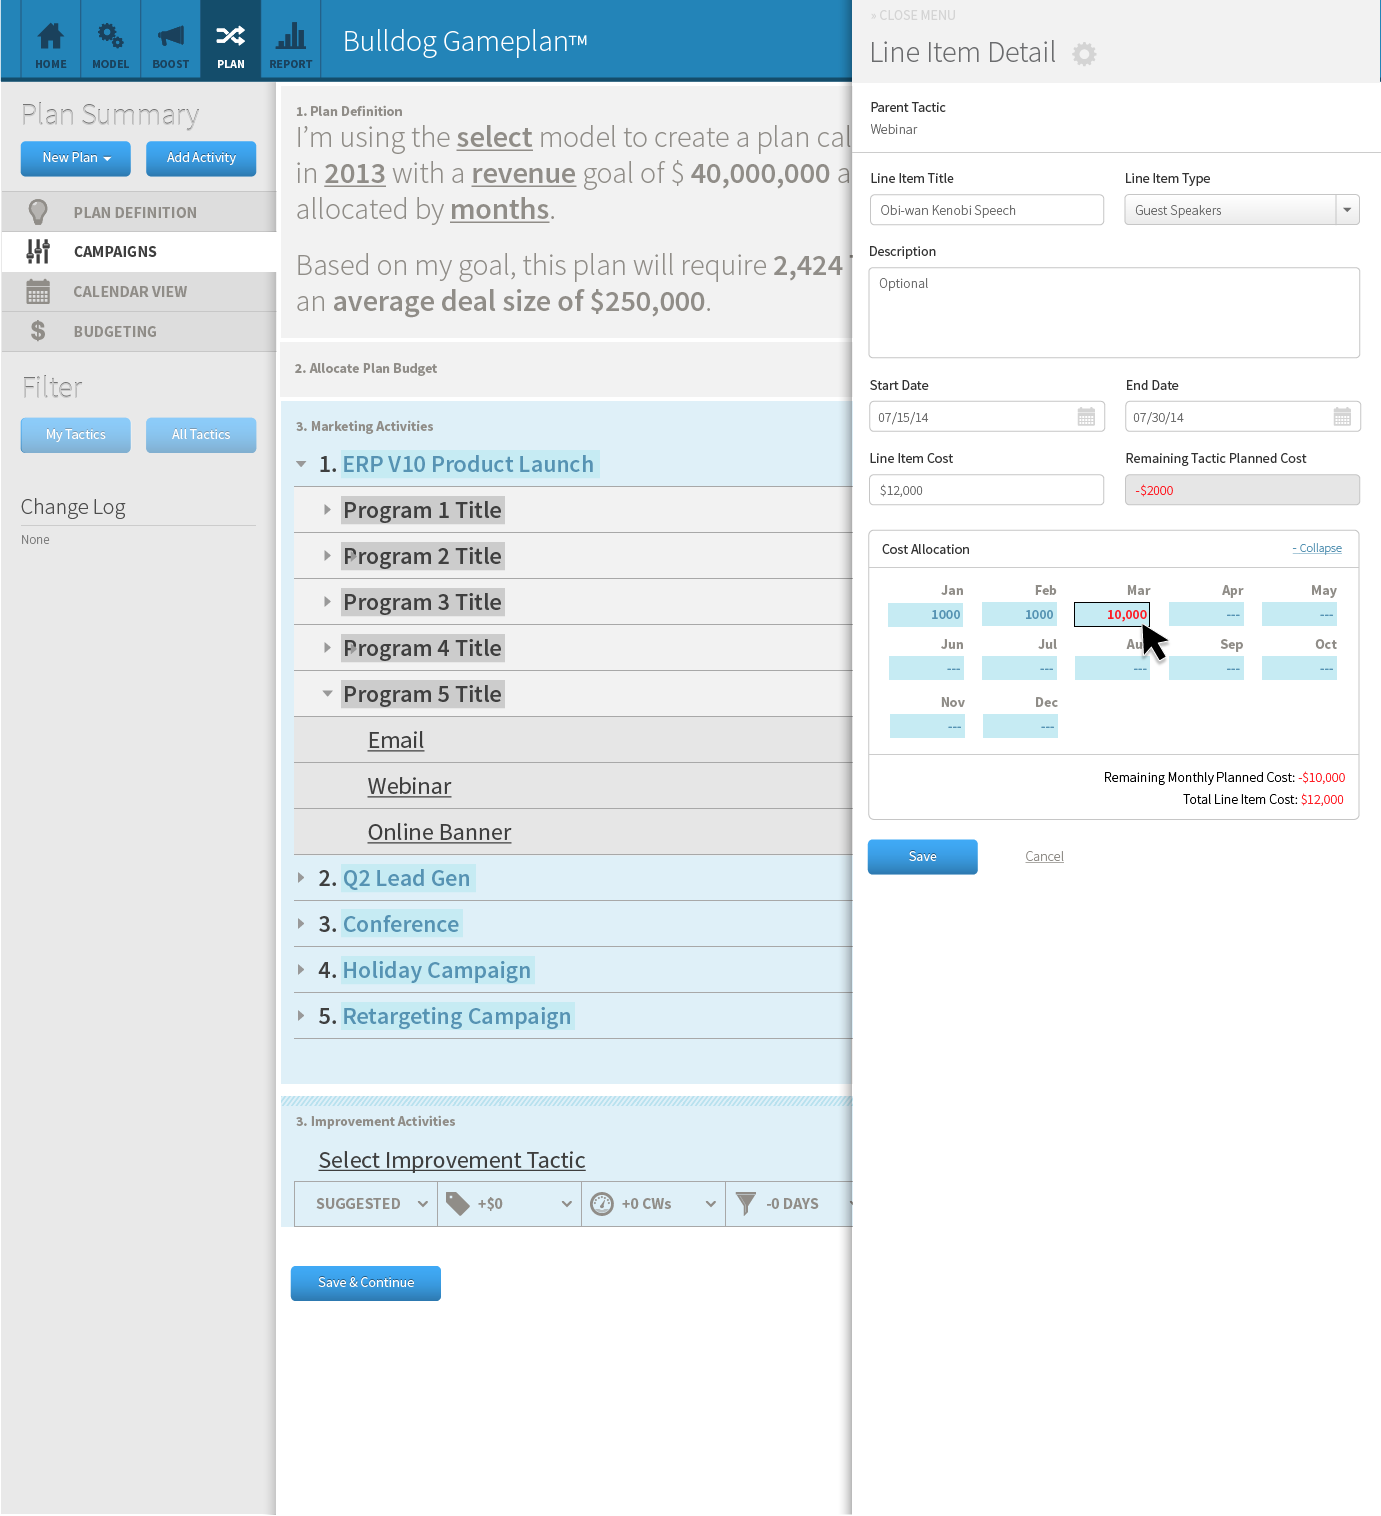 HOME
MODEL
BOOST
PLAN
REPORT
Bulldog Gameplan™
Plan Summary
New Plan
Add Activity
PLAN DEFINITION
CAMPAIGNS
CALENDAR VIEW
BUDGETING
Filter
My Tactics
All Tactics
Change Log
None
1. Plan Definition
I'm using the select model to create a plan cal
in 2013 with a revenue goal of $ 40,000,000 a
allocated by months.
Based on my goal, this plan will require 2,424
an average deal size of $250,000.
2. Allocate Plan Budget
3. Marketing Activities
1. ERP V10 Product Launch
Program 1 Title
Program 2 Title
Program 3 Title
Program 4 Title
Program 5 Title
Email
Webinar
Online Banner
2. Q2 Lead Gen
3. Conference
4. Holiday Campaign
5. Retargeting Campaign
3. Improvement Activities
Select Improvement Tactic
SUGGESTED
+$0
+0 CWs
-0 DAYS
Save & Continue
« CLOSE MENU
Line Item Detail
Parent Tactic
Webinar
Line Item Title
Line Item Type
Obi-wan Kenobi Speech
Guest Speakers
Description
Optional
Start Date
End Date
07/15/14
07/30/14
Line Item Cost
Remaining Tactic Planned Cost
$12,000
-$2000
Cost Allocation
- Collapse
Jan Feb Mar Apr May
1000 1000 10,000 --- ---
Jun Jul Au Sep Oct
--- --- --- --- ---
Nov Dec
--- ---
Remaining Monthly Planned Cost: -$10,000
Total Line Item Cost: $12,000
Save
Cancel